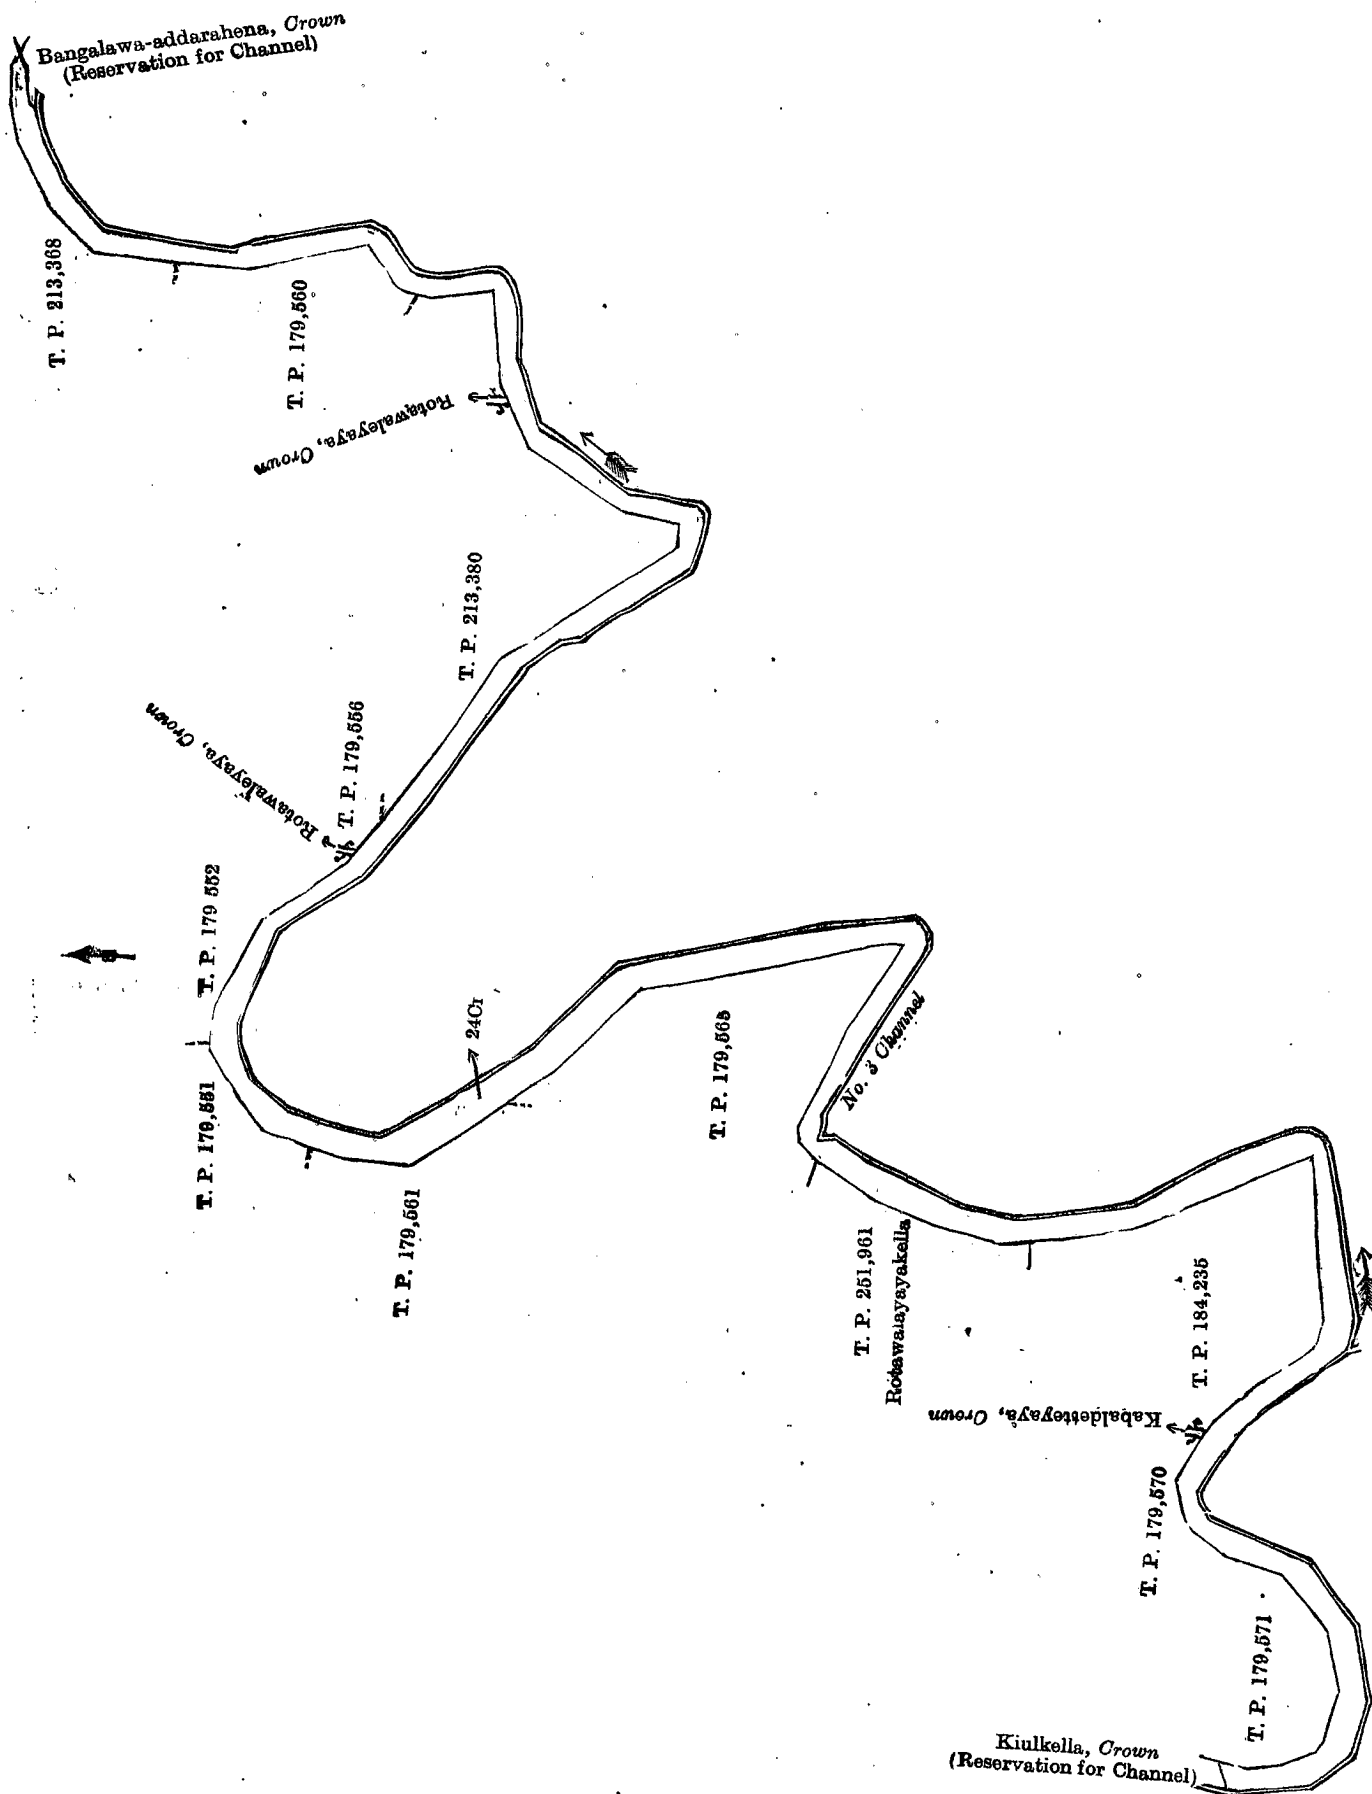 Bangalawa-addarahena, Crown
(Reservation for Channel)
T. P. 213,368
T. P. 179,560
Rotawaleyaya, Crown
T. P. 213,380
Rotawaleyaya, Crown
T. P. 179,556
T. P. 179 552
T. P. 179,551
24C1
T. P. 179,561
T. P. 179,565
No. 3 Channel
T. P. 251,961
Rotawalayayakella
T. P. 184,235
Kabaldetteyaya, Crown
T. P. 179,570
T. P. 179,571
Kiulkella, Crown
(Reservation for Channel)